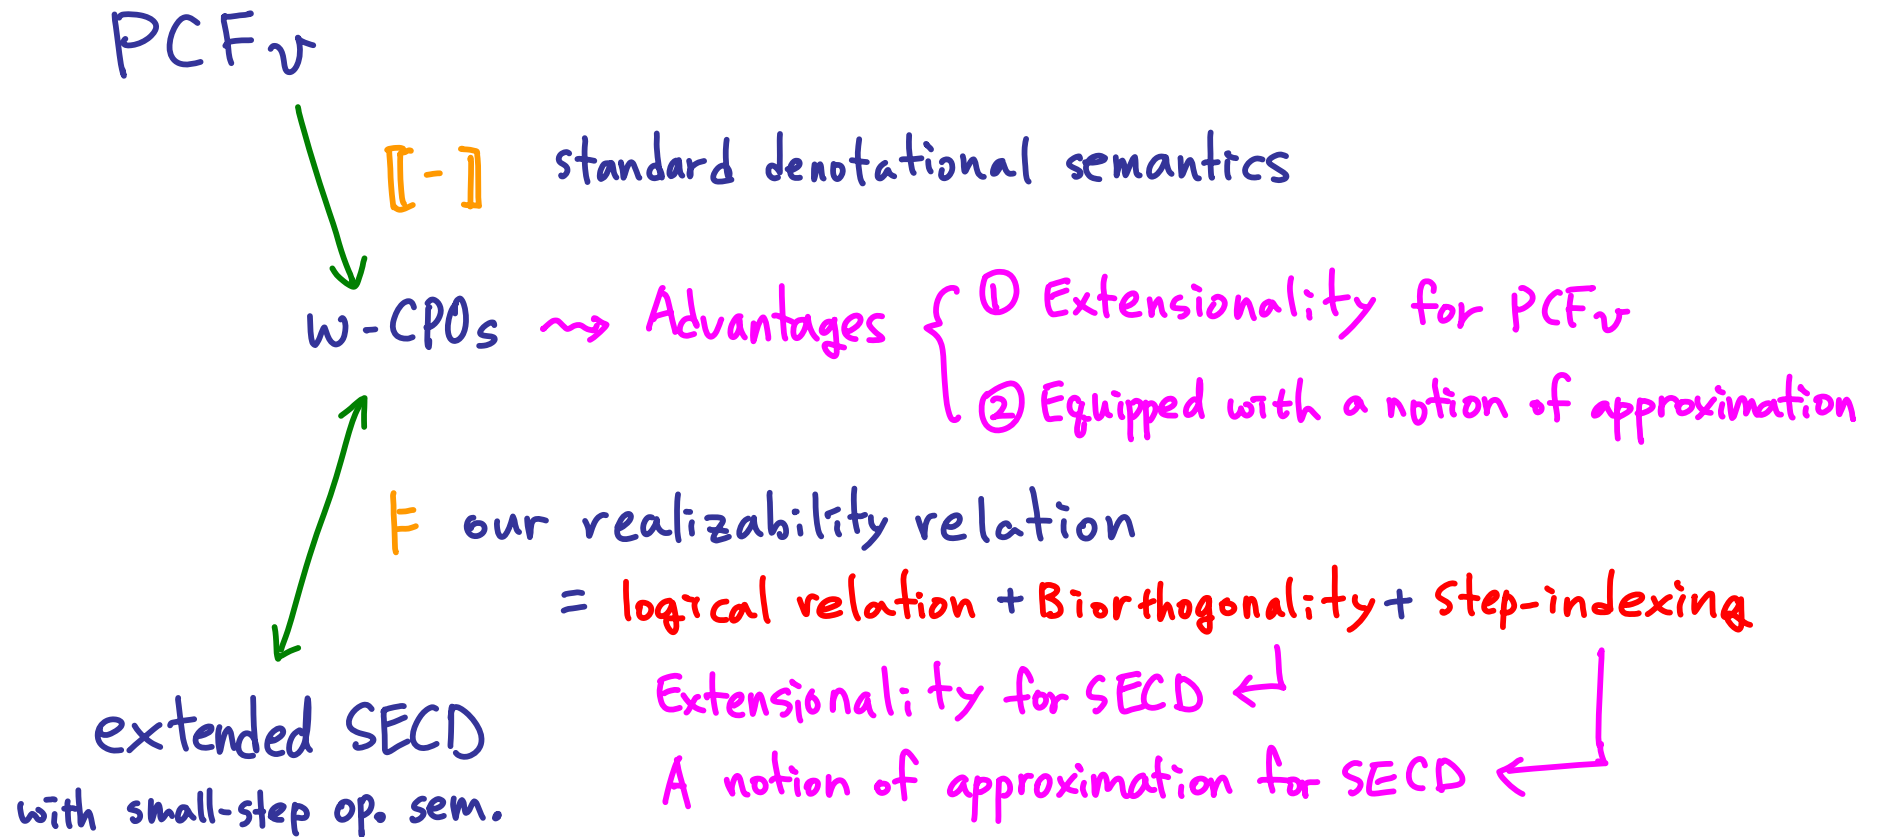 PCFv
⟦-⟧ standard denotational semantics
ω-CPOs ⇝ Advantages { ① Extensionality for PCFv
② Equipped with a notion of approximation
⊨ our realizability relation
= logical relation + Biorthogonality + Step-indexing
Extensionality for SECD
extended SECD
A notion of approximation for SECD
with small-step op. sem.